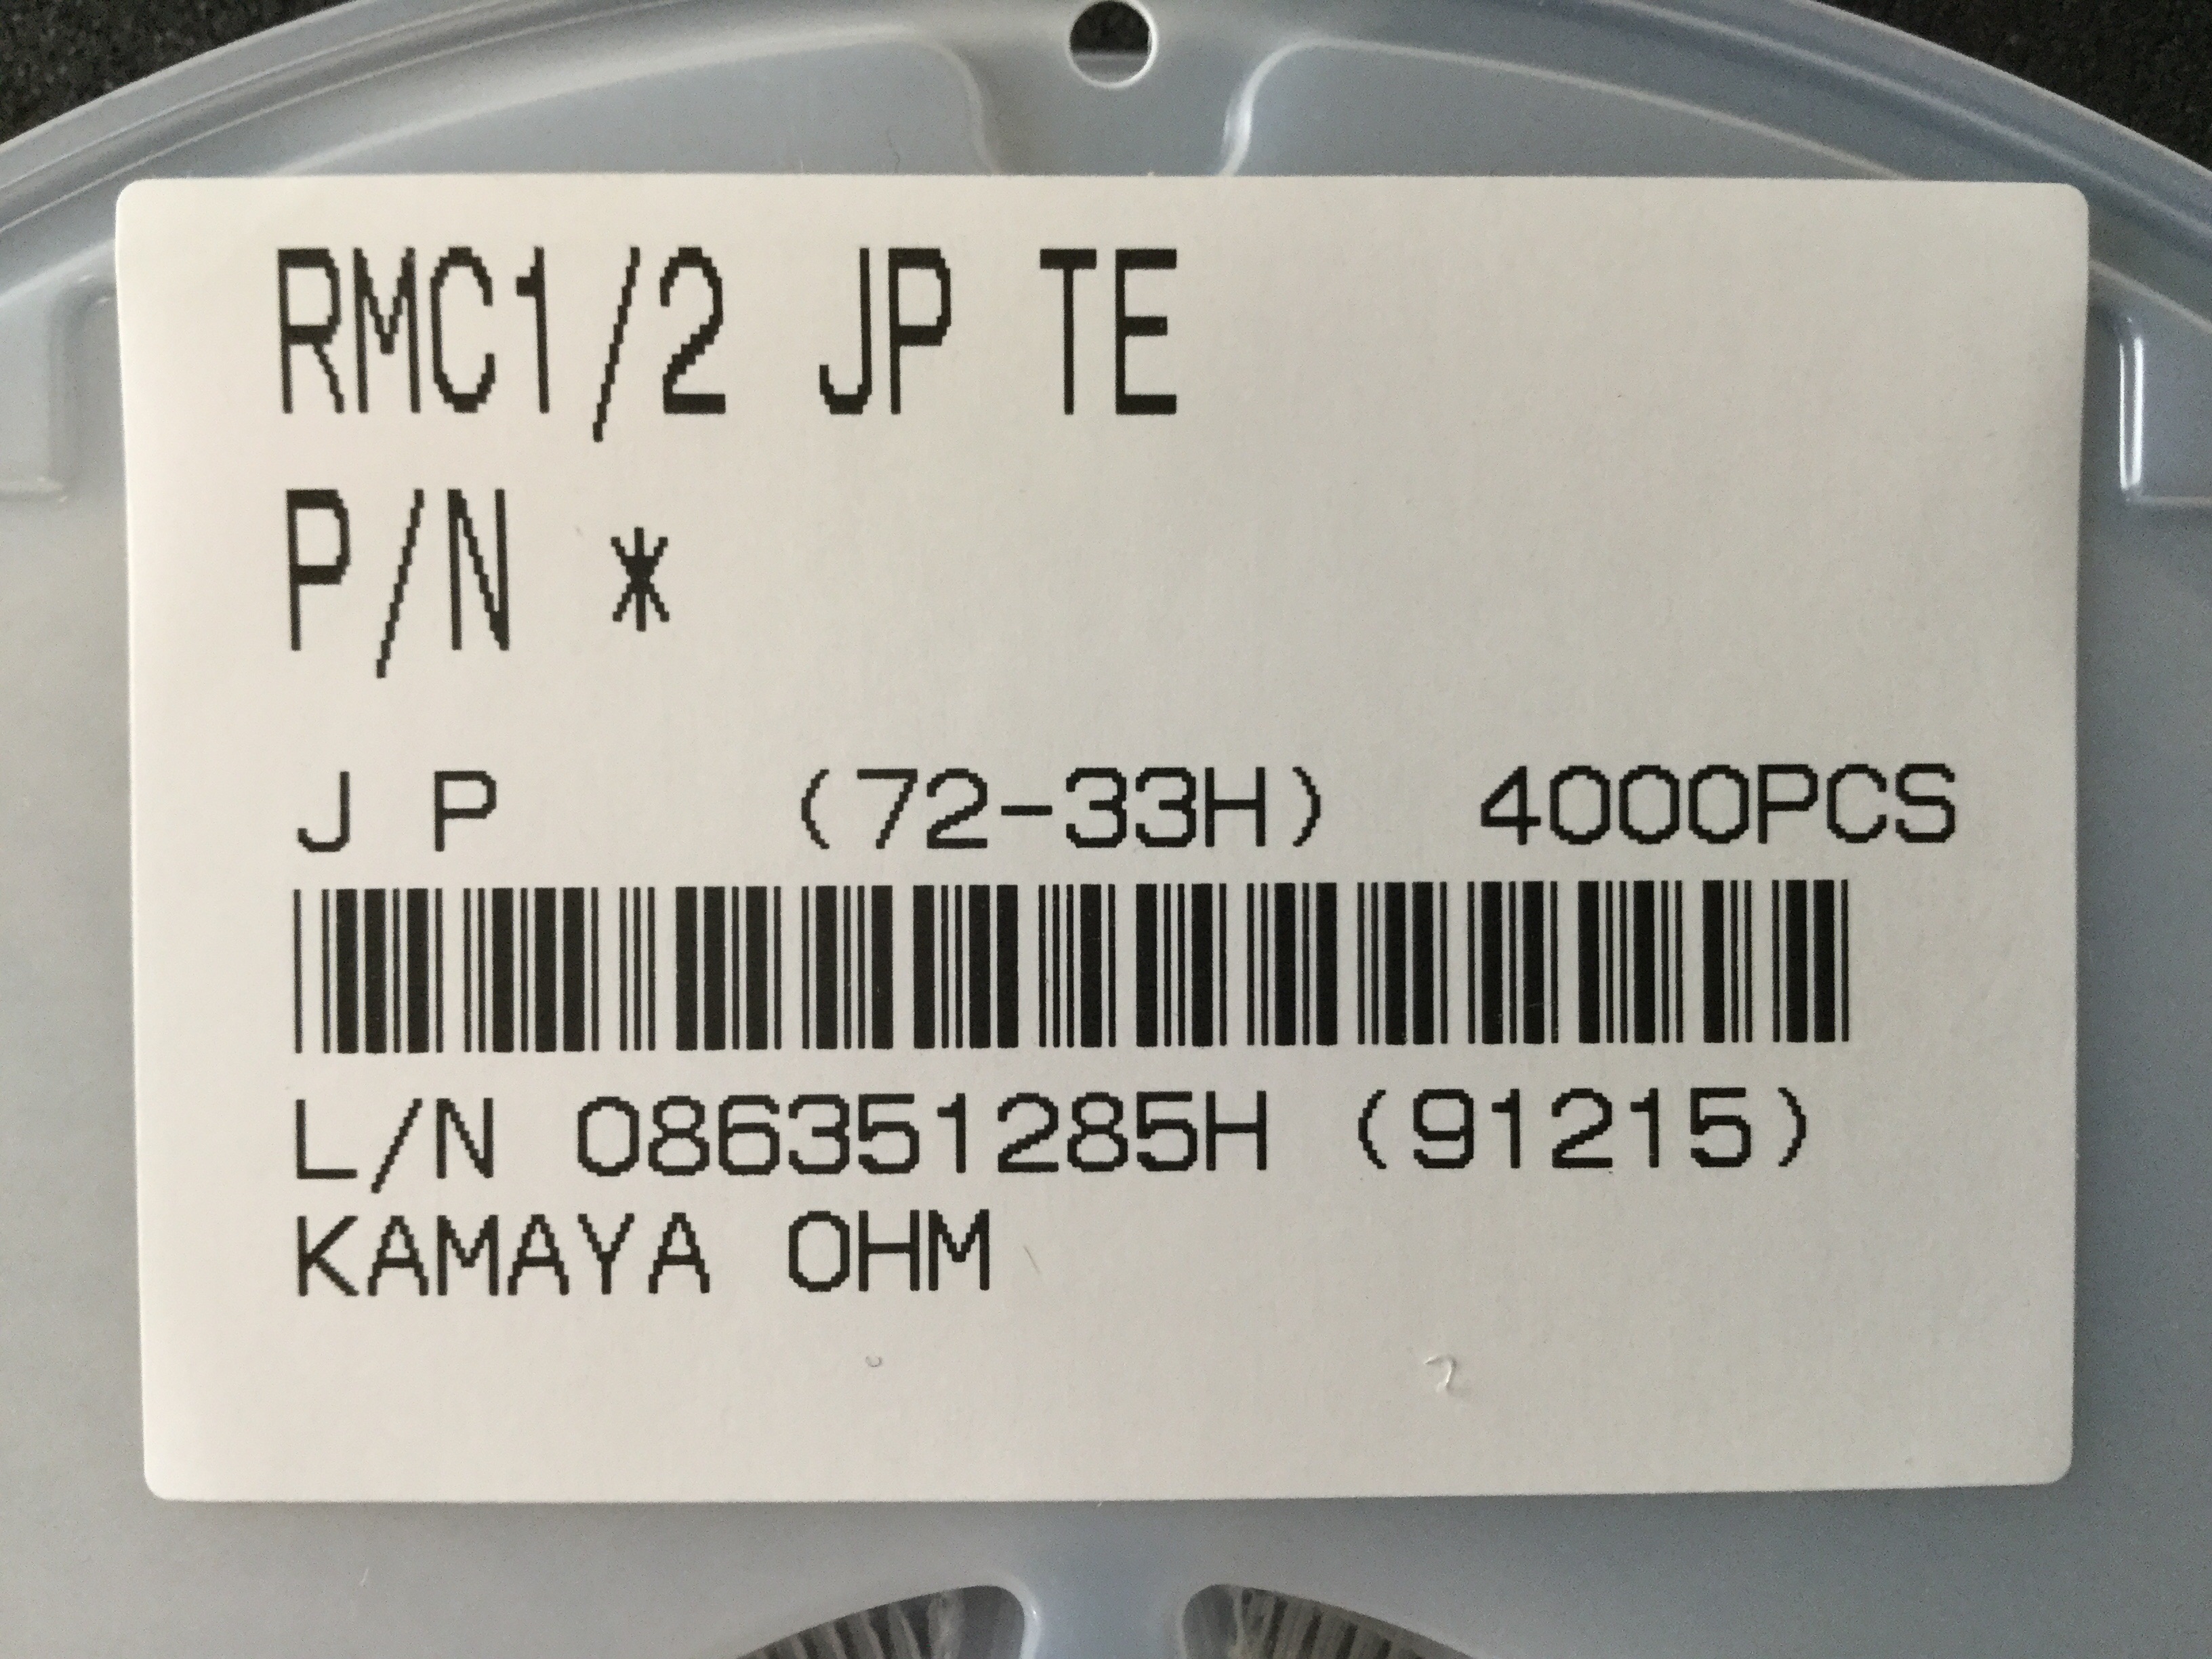 RMC1/2 JP TE
P/N *
J P (72-33H) 4000PCS
L/N 086351285H (91215)
KAMAYA OHM